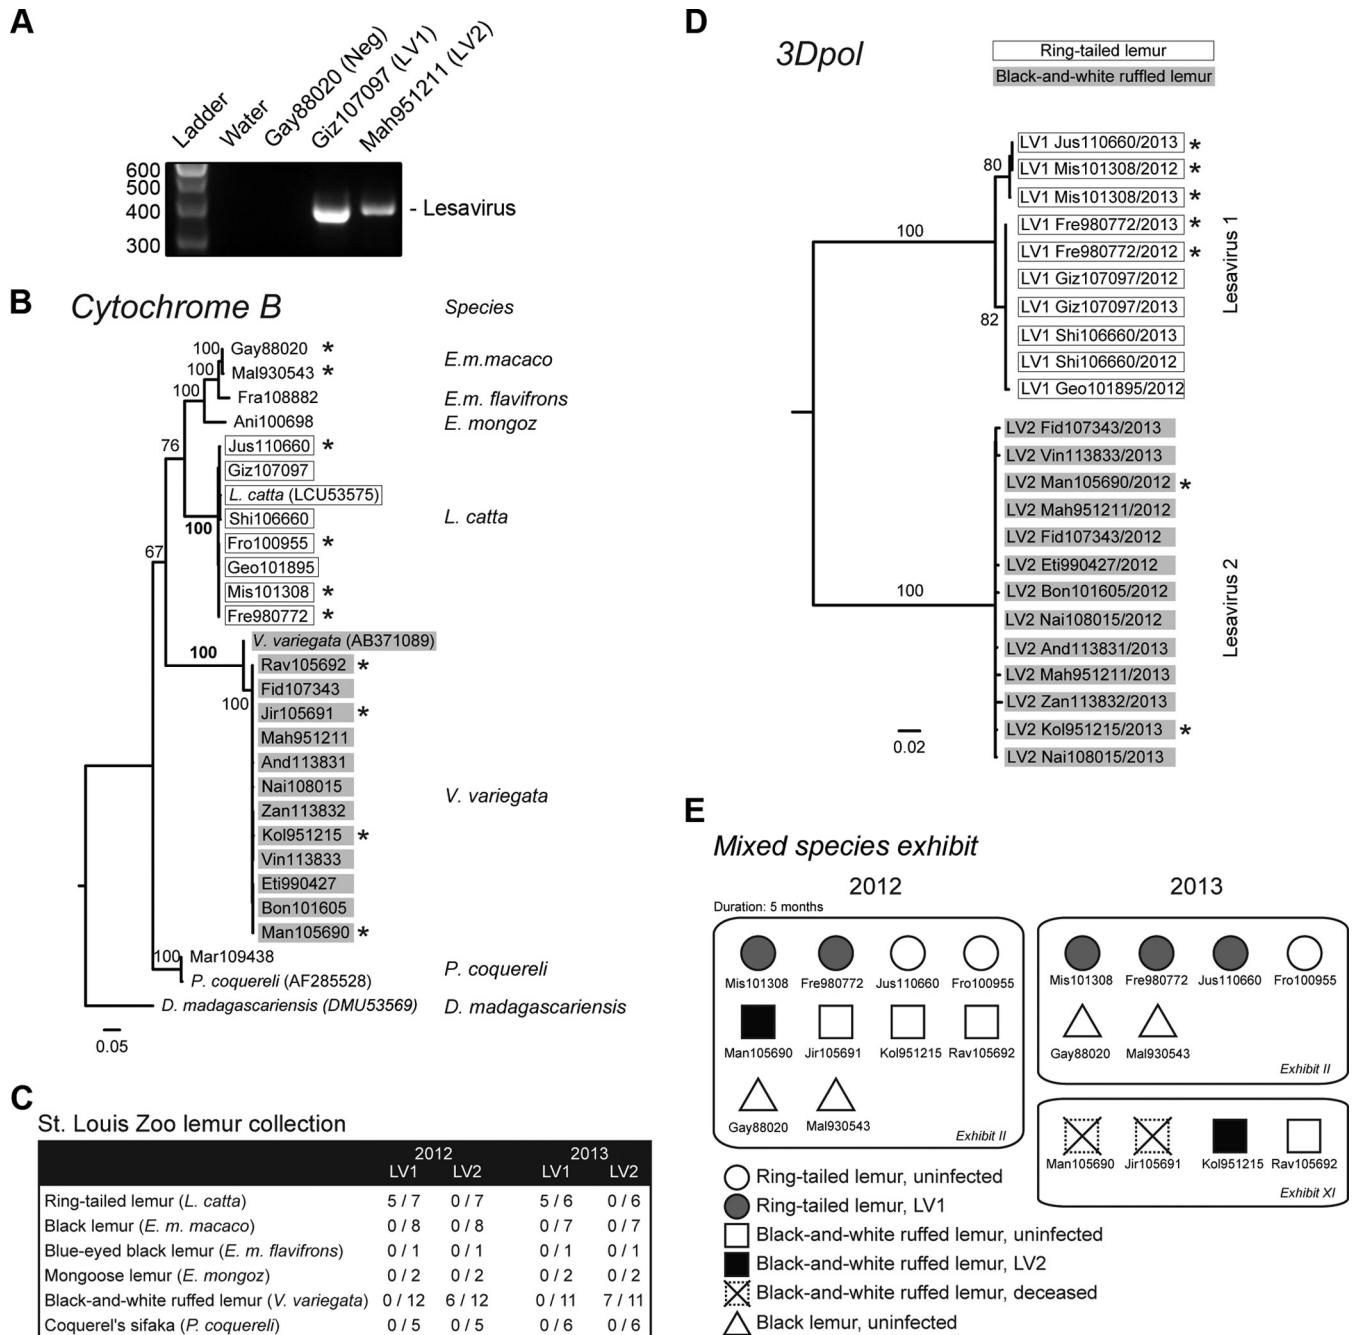 A
Ladder
Water
Gay88020 (Neg)
Giz107097 (LV1)
Mah951211 (LV2)
600
500
400
300
- Lesavirus
B
Cytochrome B
Species
100
Gay88020 *
100
Mal930543 *
E.m.macaco
100
Fra108882
E.m. flavifrons
Ani100698
E. mongoz
76
Jus110660 *
Giz107097
L. catta (LCU53575)
100
Shi106660
L. catta
Fro100955 *
67
Geo101895
Mis101308 *
Fre980772 *
V. variegata (AB371089)
100
Rav105692 *
Fid107343
100
Jir105691 *
Mah951211
And113831
Nai108015
V. variegata
Zan113832
Kol951215 *
Vin113833
Eti990427
Bon101605
Man105690 *
100
Mar109438
P. coquereli (AF285528)
P. coquereli
D. madagascariensis (DMU53569)
D. madagascariensis
0.05
C
St. Louis Zoo lemur collection
2012 2013
LV1 LV2 LV1 LV2
Ring-tailed lemur (L. catta) 5 / 7 0 / 7 5 / 6 0 / 6
Black lemur (E. m. macaco) 0 / 8 0 / 8 0 / 7 0 / 7
Blue-eyed black lemur (E. m. flavifrons) 0 / 1 0 / 1 0 / 1 0 / 1
Mongoose lemur (E. mongoz) 0 / 2 0 / 2 0 / 2 0 / 2
Black-and-white ruffed lemur (V. variegata) 0 / 12 6 / 12 0 / 11 7 / 11
Coquerel's sifaka (P. coquereli) 0 / 5 0 / 5 0 / 6 0 / 6
D
3Dpol
Ring-tailed lemur
Black-and-white ruffled lemur
LV1 Jus110660/2013 *
80
LV1 Mis101308/2012 *
LV1 Mis101308/2013 *
LV1 Fre980772/2013 *
100
LV1 Fre980772/2012 *
LV1 Giz107097/2012
LV1 Giz107097/2013
82
LV1 Shi106660/2013
LV1 Shi106660/2012
LV1 Geo101895/2012
Lesavirus 1
LV2 Fid107343/2013
LV2 Vin113833/2013
LV2 Man105690/2012 *
LV2 Mah951211/2012
LV2 Fid107343/2012
LV2 Eti990427/2012
100
LV2 Bon101605/2012
LV2 Nai108015/2012
LV2 And113831/2013
LV2 Mah951211/2013
LV2 Zan113832/2013
LV2 Kol951215/2013 *
LV2 Nai108015/2013
Lesavirus 2
0.02
E
Mixed species exhibit
2012
Duration: 5 months
Mis101308 Fre980772 Jus110660 Fro100955
Man105690 Jir105691 Kol951215 Rav105692
Gay88020 Mal930543
Exhibit II
2013
Mis101308 Fre980772 Jus110660 Fro100955
Gay88020 Mal930543
Exhibit II
Man105690 Jir105691 Kol951215 Rav105692
Exhibit XI
Ring-tailed lemur, uninfected
Ring-tailed lemur, LV1
Black-and-white ruffed lemur, uninfected
Black-and-white ruffed lemur, LV2
Black-and-white ruffed lemur, deceased
Black lemur, uninfected